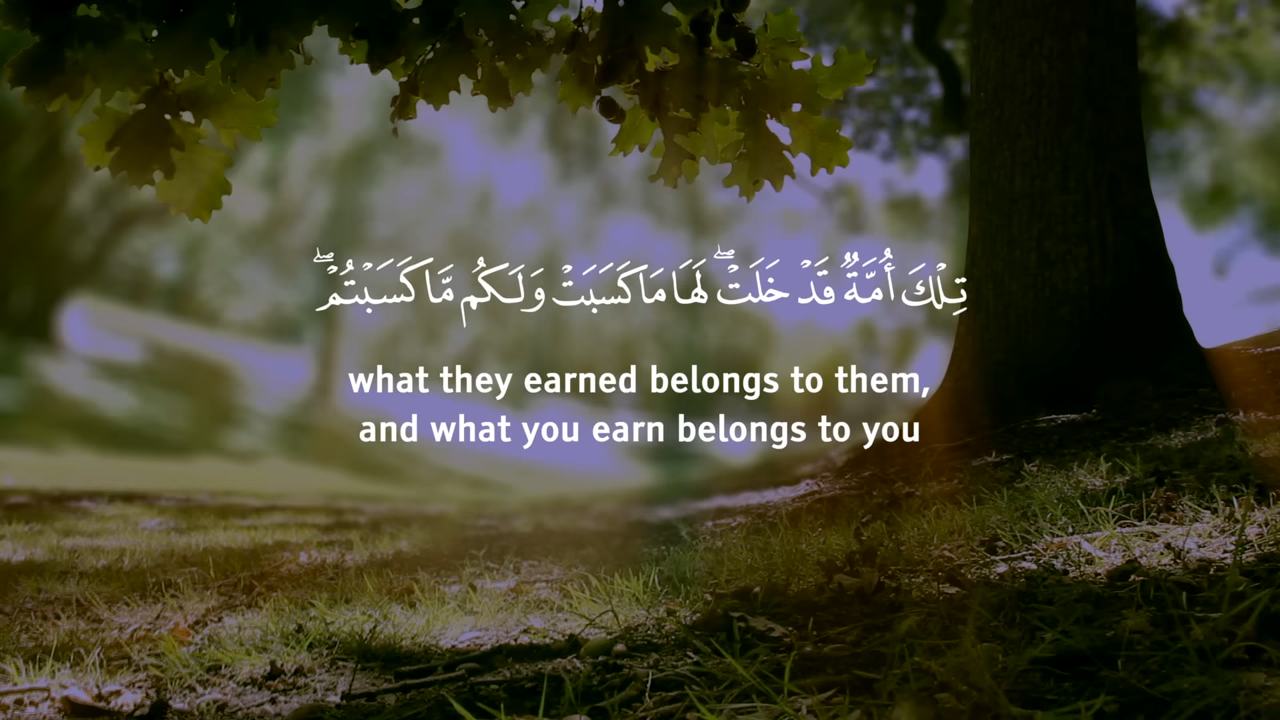 تِلْكَ أُمَّةٌ قَدْ خَلَتْ ۖ لَهَا مَا كَسَبَتْ وَلَكُم مَّا كَسَبْتُمْ ۖ
what they earned belongs to them,
and what you earn belongs to you